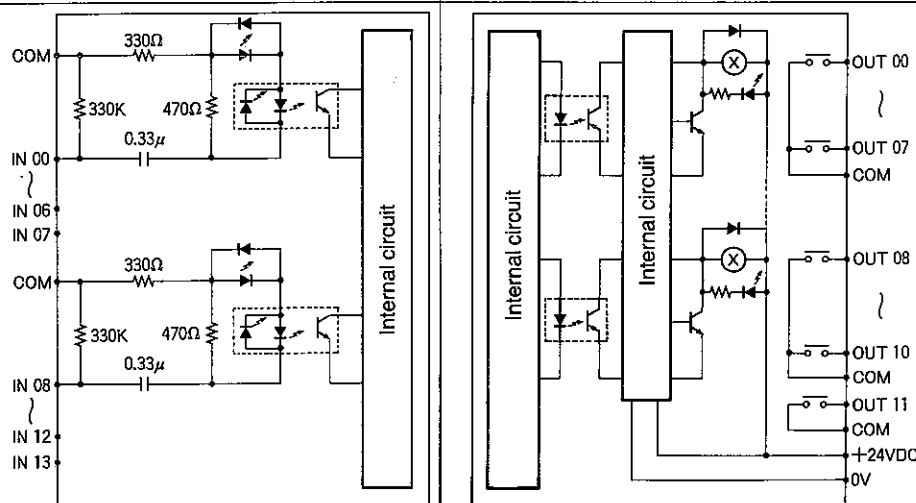 COM
330Ω
330K
470Ω
0.33μ
IN 00
IN 06
IN 07
COM
330Ω
330K
470Ω
0.33μ
IN 08
IN 12
IN 13
Internal circuit
Internal circuit
Internal circuit
X
X
OUT 00
OUT 07
COM
OUT 08
OUT 10
COM
OUT 11
COM
+24VDC
0V